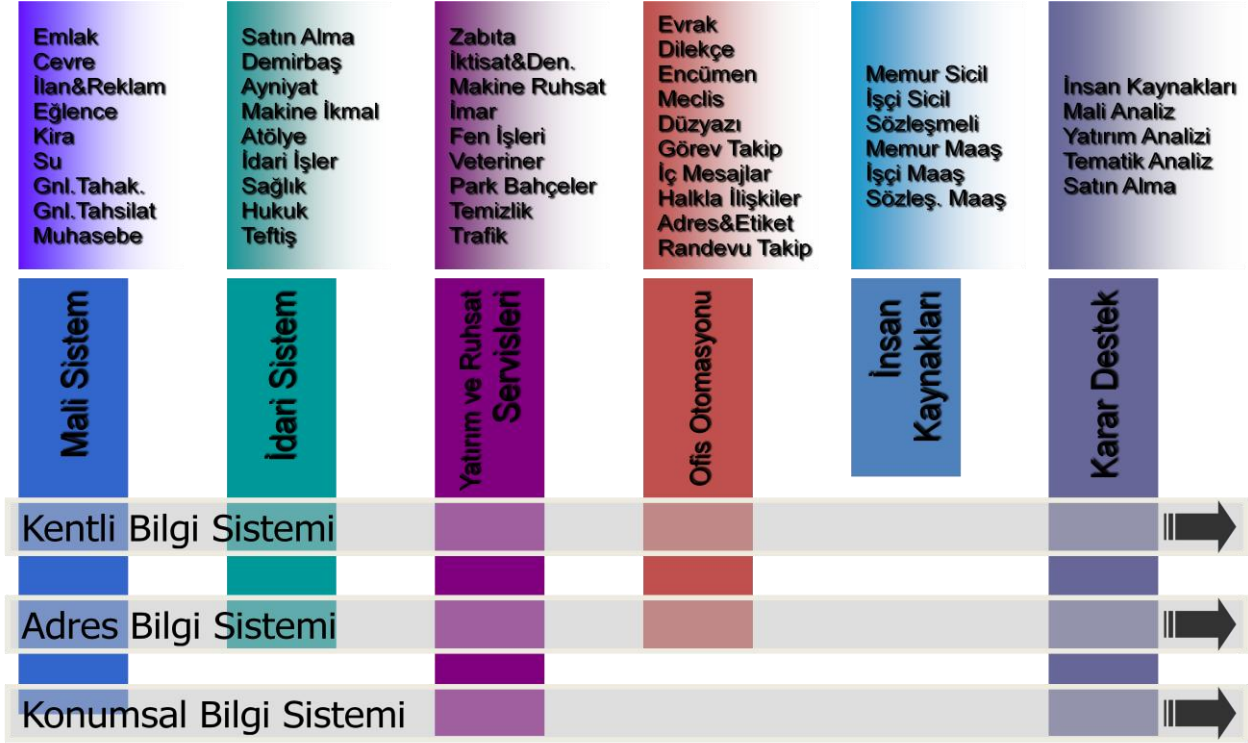 Emlak
Cevre
İlan&Reklam
Eğlence
Kira
Su
Gnl.Tahak.
Gnl.Tahsilat
Muhasebe
Satın Alma
Demirbaş
Ayniyat
Makine İkmal
Atölye
İdari İşler
Sağlık
Hukuk
Teftiş
Zabıta
İktisat&Den.
Makine Ruhsat
İmar
Fen İşleri
Veteriner
Park Bahçeler
Temizlik
Trafik
Evrak
Dilekçe
Encümen
Meclis
Düzyazı
Görev Takip
İç Mesajlar
Halkla İlişkiler
Adres&Etiket
Randevu Takip
Memur Sicil
İşçi Sicil
Sözleşmeli
Memur Maaş
İşçi Maaş
Sözleş. Maaş
İnsan Kaynakları
Mali Analiz
Yatırım Analizi
Tematik Analiz
Satın Alma
Mali Sistem
İdari Sistem
Yatırım ve Ruhsat
Servisleri
Ofis Otomasyonu
İnsan
Kaynakları
Karar Destek
Kentli Bilgi Sistemi
Adres Bilgi Sistemi
Konumsal Bilgi Sistemi